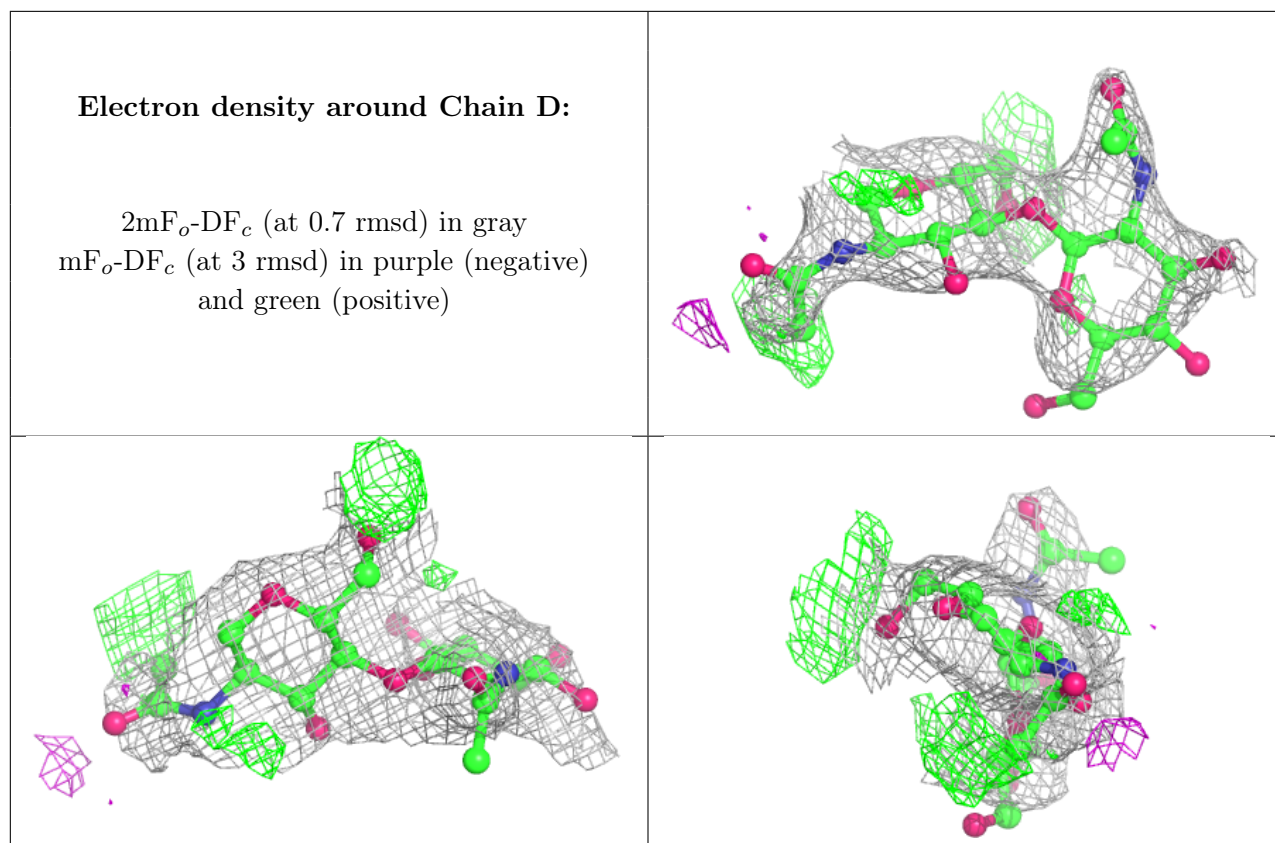 Electron density around Chain D:
2mFo-DFc (at 0.7 rmsd) in gray
mFo-DFc (at 3 rmsd) in purple (negative)
and green (positive)